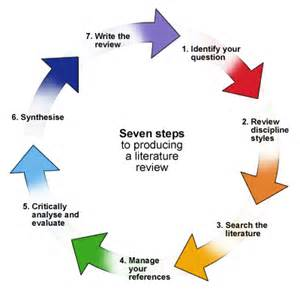 7. Write the
review
1. Identify your
question
2. Review
discipline
styles
3. Search the
literature
4. Manage
your
references
5. Critically
analyse and
evaluate
6. Synthesise
Seven steps
to producing
a literature
review